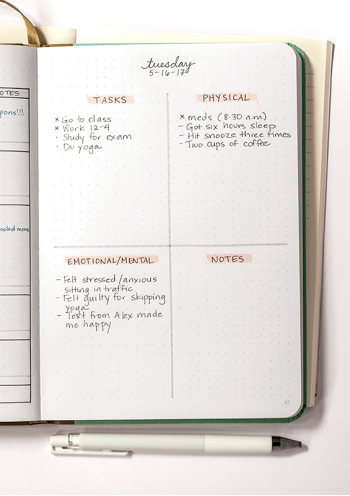 OTES
pons!!!
ooled more
tuesday
5-16-17
TASKS
× Go to class
× Work 12-4
· Study for exam
· Do yoga
PHYSICAL
× meds (8:30 a.m)
- Got six hours sleep
- Hit snooze three times
- Two cups of coffee
EMOTIONAL/MENTAL
- Felt stressed/anxious
sitting in traffic
- Felt guilty for skipping
yoga
- Text from Alex made
me happy
NOTES